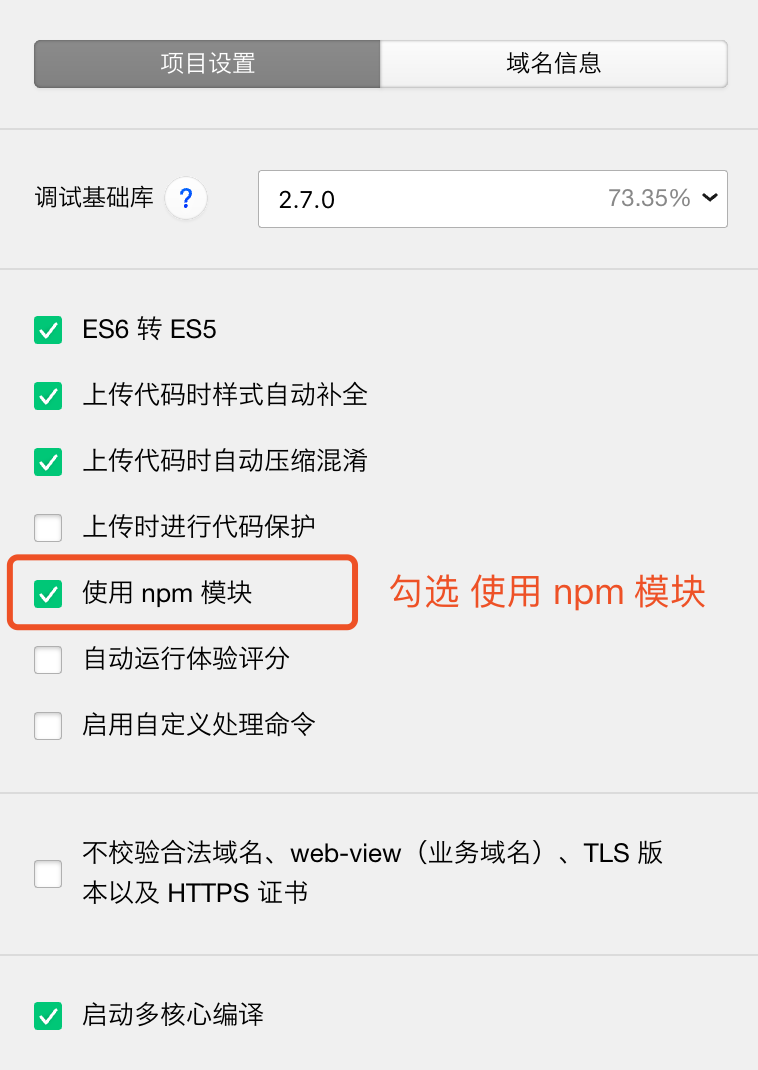 项目设置
域名信息
调试基础库 ?
2.7.0 73.35%
ES6 转 ES5
上传代码时样式自动补全
上传代码时自动压缩混淆
上传时进行代码保护
使用 npm 模块
勾选 使用 npm 模块
自动运行体验评分
启用自定义处理命令
不校验合法域名、web-view（业务域名）、TLS 版
本以及 HTTPS 证书
启动多核心编译